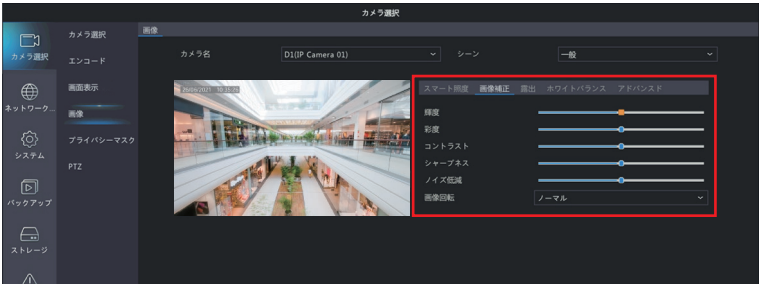 カメラ選択
カメラ選択
ネットワーク...
システム
バックアップ
ストレージ
カメラ選択
エンコード
画面表示
画像
プライバシーマスク
PTZ
画像
カメラ名 D1(IP Camera 01) シーン 一般
26/09/2021 10:35:26
スマート照度 画像補正 露出 ホワイトバランス アドバンスド
輝度
彩度
コントラスト
シャープネス
ノイズ低減
画像回転 ノーマル